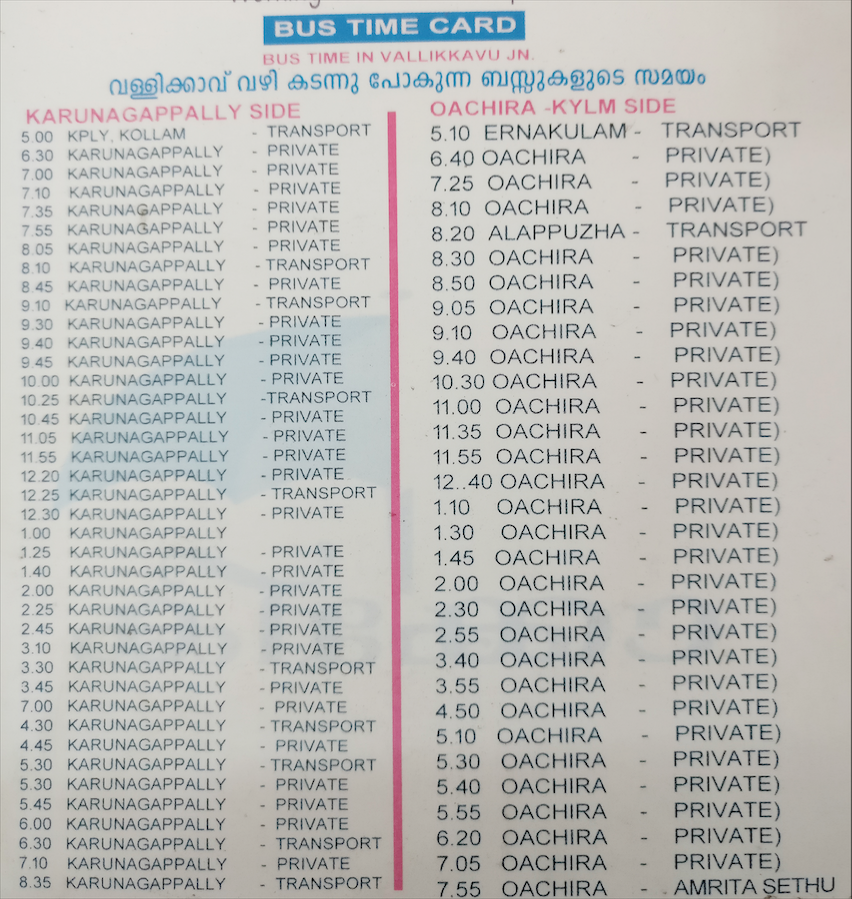 BUS TIME CARD
BUS TIME IN VALLIKKAVU JN.
വള്ളിക്കാവ് വഴി കടന്നു പോകുന്ന ബസ്സുകളുടെ സമയം
KARUNAGAPPALLY SIDE
5.00 KPLY, KOLLAM - TRANSPORT
6.30 KARUNAGAPPALLY - PRIVATE
7.00 KARUNAGAPPALLY - PRIVATE
7.10 KARUNAGAPPALLY - PRIVATE
7.35 KARUNAGAPPALLY - PRIVATE
7.55 KARUNAGAPPALLY - PRIVATE
8.05 KARUNAGAPPALLY - PRIVATE
8.10 KARUNAGAPPALLY - TRANSPORT
8.45 KARUNAGAPPALLY - PRIVATE
9.10 KARUNAGAPPALLY - TRANSPORT
9.30 KARUNAGAPPALLY - PRIVATE
9.40 KARUNAGAPPALLY - PRIVATE
9.45 KARUNAGAPPALLY - PRIVATE
10.00 KARUNAGAPPALLY - PRIVATE
10.25 KARUNAGAPPALLY -TRANSPORT
10.45 KARUNAGAPPALLY - PRIVATE
11.05 KARUNAGAPPALLY - PRIVATE
11.55 KARUNAGAPPALLY - PRIVATE
12.20 KARUNAGAPPALLY - PRIVATE
12.25 KARUNAGAPPALLY - TRANSPORT
12.30 KARUNAGAPPALLY - PRIVATE
1.00 KARUNAGAPPALLY
1.25 KARUNAGAPPALLY - PRIVATE
1.40 KARUNAGAPPALLY - PRIVATE
2.00 KARUNAGAPPALLY - PRIVATE
2.25 KARUNAGAPPALLY - PRIVATE
2.45 KARUNAGAPPALLY - PRIVATE
3.10 KARUNAGAPPALLY - PRIVATE
3.30 KARUNAGAPPALLY - TRANSPORT
3.45 KARUNAGAPPALLY - PRIVATE
7.00 KARUNAGAPPALLY - PRIVATE
4.30 KARUNAGAPPALLY - TRANSPORT
4.45 KARUNAGAPPALLY - PRIVATE
5.30 KARUNAGAPPALLY - TRANSPORT
5.30 KARUNAGAPPALLY - PRIVATE
5.45 KARUNAGAPPALLY - PRIVATE
6.00 KARUNAGAPPALLY - PRIVATE
6.30 KARUNAGAPPALLY - TRANSPORT
7.10 KARUNAGAPPALLY - PRIVATE
8.35 KARUNAGAPPALLY - TRANSPORT
OACHIRA -KYLM SIDE
5.10 ERNAKULAM - TRANSPORT
6.40 OACHIRA - PRIVATE)
7.25 OACHIRA - PRIVATE)
8.10 OACHIRA - PRIVATE)
8.20 ALAPPUZHA - TRANSPORT
8.30 OACHIRA - PRIVATE)
8.50 OACHIRA - PRIVATE)
9.05 OACHIRA - PRIVATE)
9.10 OACHIRA - PRIVATE)
9.40 OACHIRA - PRIVATE)
10.30 OACHIRA - PRIVATE)
11.00 OACHIRA - PRIVATE)
11.35 OACHIRA - PRIVATE)
11.55 OACHIRA - PRIVATE)
12..40 OACHIRA - PRIVATE)
1.10 OACHIRA - PRIVATE)
1.30 OACHIRA - PRIVATE)
1.45 OACHIRA - PRIVATE)
2.00 OACHIRA - PRIVATE)
2.30 OACHIRA - PRIVATE)
2.55 OACHIRA - PRIVATE)
3.40 OACHIRA - PRIVATE)
3.55 OACHIRA - PRIVATE)
4.50 OACHIRA - PRIVATE)
5.10 OACHIRA - PRIVATE)
5.30 OACHIRA - PRIVATE)
5.40 OACHIRA - PRIVATE)
5.55 OACHIRA - PRIVATE)
6.20 OACHIRA - PRIVATE)
7.05 OACHIRA - PRIVATE)
7.55 OACHIRA - AMRITA SETHU